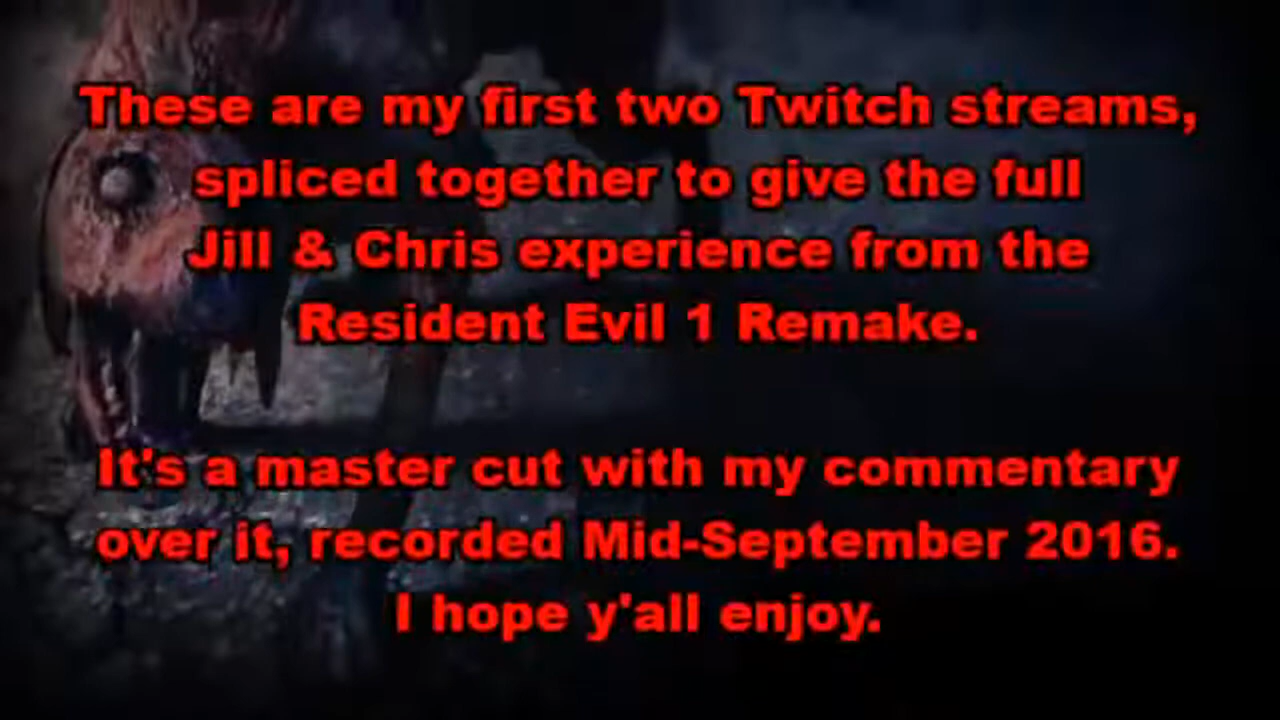 These are my first two Twitch streams,
spliced together to give the full
Jill & Chris experience from the
Resident Evil 1 Remake.
It's a master cut with my commentary
over it, recorded Mid-September 2016.
I hope y'all enjoy.